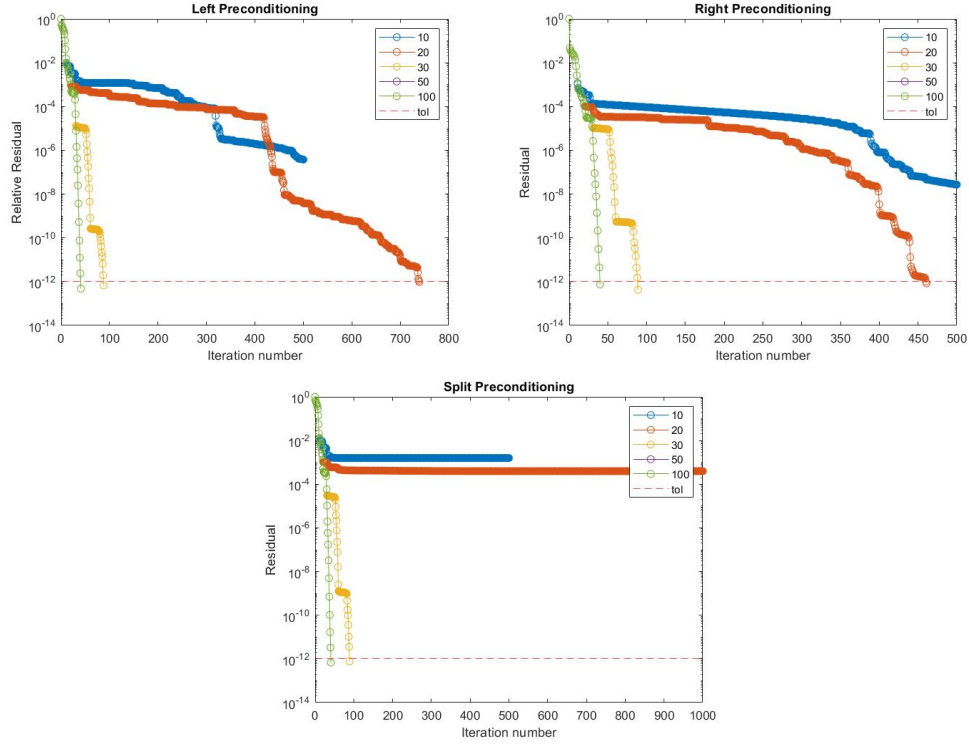 Left Preconditioning
Relative Residual
10^0
10^-2
10^-4
10^-6
10^-8
10^-10
10^-12
10^-14
0 100 200 300 400 500 600 700 800
Iteration number
10
20
30
50
100
tol
Right Preconditioning
Residual
10^0
10^-2
10^-4
10^-6
10^-8
10^-10
10^-12
10^-14
0 50 100 150 200 250 300 350 400 450 500
Iteration number
10
20
30
50
100
tol
Split Preconditioning
Residual
10^0
10^-2
10^-4
10^-6
10^-8
10^-10
10^-12
10^-14
0 100 200 300 400 500 600 700 800 900 1000
Iteration number
10
20
30
50
100
tol